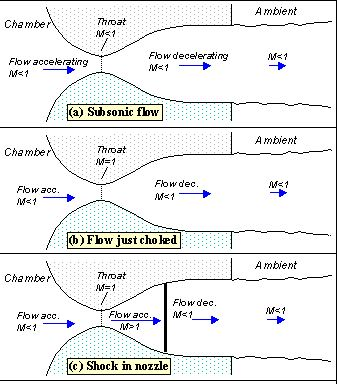 Ambient
Chamber
Throat
M<1
Flow accelerating
M<1
Flow decelerating
M<1
M<1
(a) Subsonic flow
Throat
M=1
Flow acc.
M<1
Flow dec.
M<1
M<1
(b) Flow just choked
Chamber
Throat
M=1
Ambient
Flow acc.
M<1
Flow acc.
M>1
Flow dec.
M<1
M<1
(c) Shock in nozzle